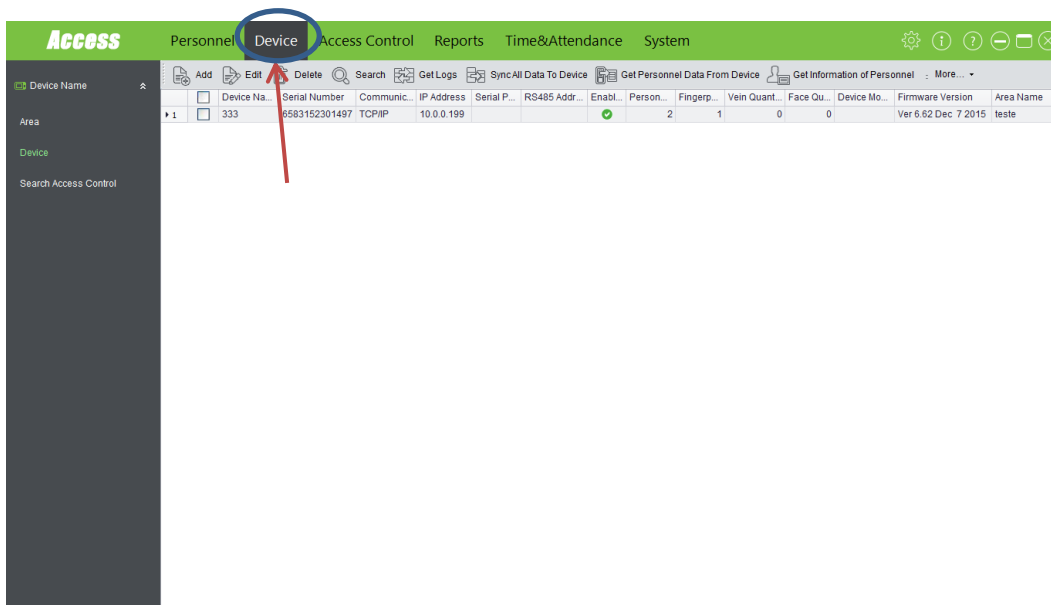 Access Personnel Device Access Control Reports Time&Attendance System
Device Name
Area
Device
Search Access Control
Add Edit Delete Search Get Logs Sync All Data To Device Get Personnel Data From Device Get Information of Personnel : More...
Device Na... Serial Number Communic... IP Address Serial P... RS485 Addr... Enabl... Person... Fingerp... Vein Quant... Face Qu... Device Mo... Firmware Version Area Name
1 333 6583152301497 TCP/IP 10.0.0.199 2 1 0 0 Ver 6.62 Dec 7 2015 teste